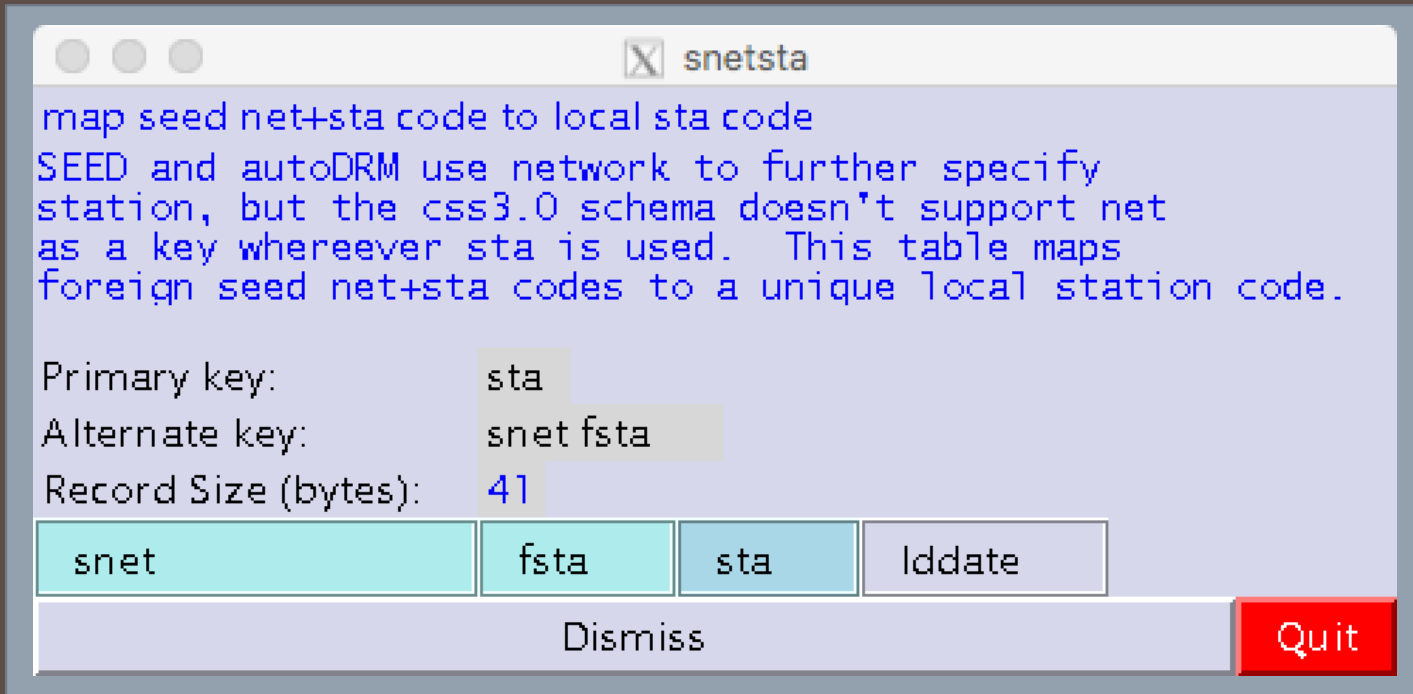 snetsta
map seed net+sta code to local sta code
SEED and autoDRM use network to further specify
station, but the css3.0 schema doesn't support net
as a key whereever sta is used.  This table maps
foreign seed net+sta codes to a unique local station code.
Primary key: sta
Alternate key: snet fsta
Record Size (bytes): 41
snet fsta sta lddate
Dismiss Quit